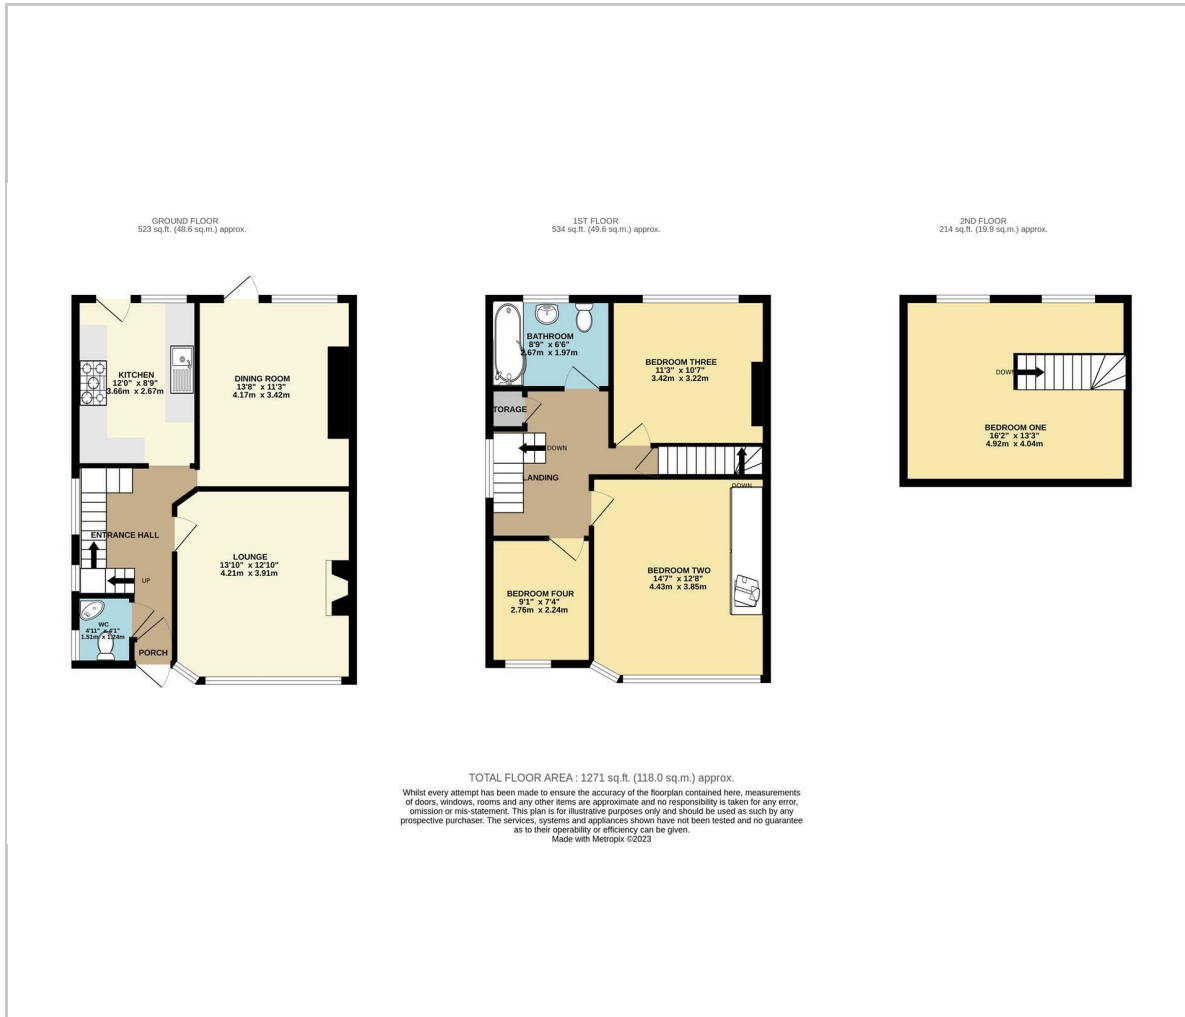 GROUND FLOOR
523 sq.ft. (48.6 sq.m.) approx.
KITCHEN
12'0" x 8'9"
3.66m x 2.67m
DINING ROOM
13'8" x 11'3"
4.17m x 3.42m
ENTRANCE HALL
UP
LOUNGE
13'10" x 12'10"
4.21m x 3.91m
WC
4'11" x 4'1"
1.51m x 1.24m
PORCH
1ST FLOOR
534 sq.ft. (49.6 sq.m.) approx.
BATHROOM
8'9" x 6'6"
2.67m x 1.97m
BEDROOM THREE
11'3" x 10'7"
3.42m x 3.22m
STORAGE
DOWN
LANDING
DOWN
BEDROOM TWO
14'7" x 12'8"
4.43m x 3.85m
BEDROOM FOUR
9'1" x 7'4"
2.76m x 2.24m
2ND FLOOR
214 sq.ft. (19.9 sq.m.) approx.
DOWN
BEDROOM ONE
16'2" x 13'3"
4.92m x 4.04m
TOTAL FLOOR AREA : 1271 sq.ft. (118.0 sq.m.) approx.
Whilst every attempt has been made to ensure the accuracy of the floorplan contained here, measurements
of doors, windows, rooms and any other items are approximate and no responsibility is taken for any error,
omission or mis-statement. This plan is for illustrative purposes only and should be used as such by any
prospective purchaser. The services, systems and appliances shown have not been tested and no guarantee
as to their operability or efficiency can be given.
Made with Metropix ©2023